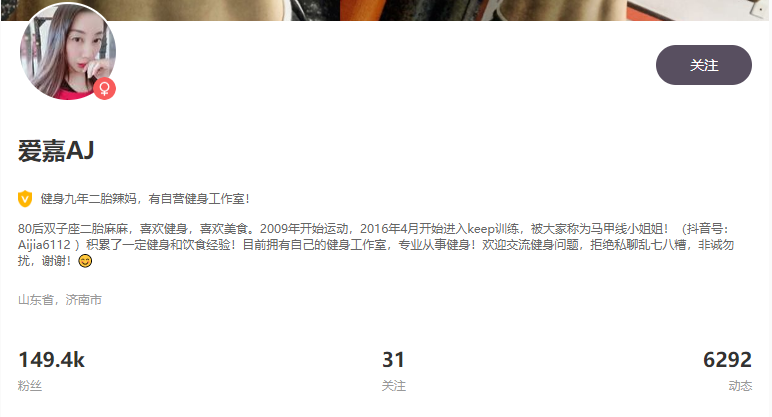 关注
爱嘉AJ
健身九年二胎辣妈，有自营健身工作室！
80后双子座二胎麻麻，喜欢健身，喜欢美食。2009年开始运动，2016年4月开始进入keep训练，被大家称为马甲线小姐姐！（抖音号：
Aijia6112 ）积累了一定健身和饮食经验！目前拥有自己的健身工作室，专业从事健身！欢迎交流健身问题，拒绝私聊乱七八槽，非诚勿
扰，谢谢！😊
山东省，济南市
149.4k 31 6292
粉丝 关注 动态